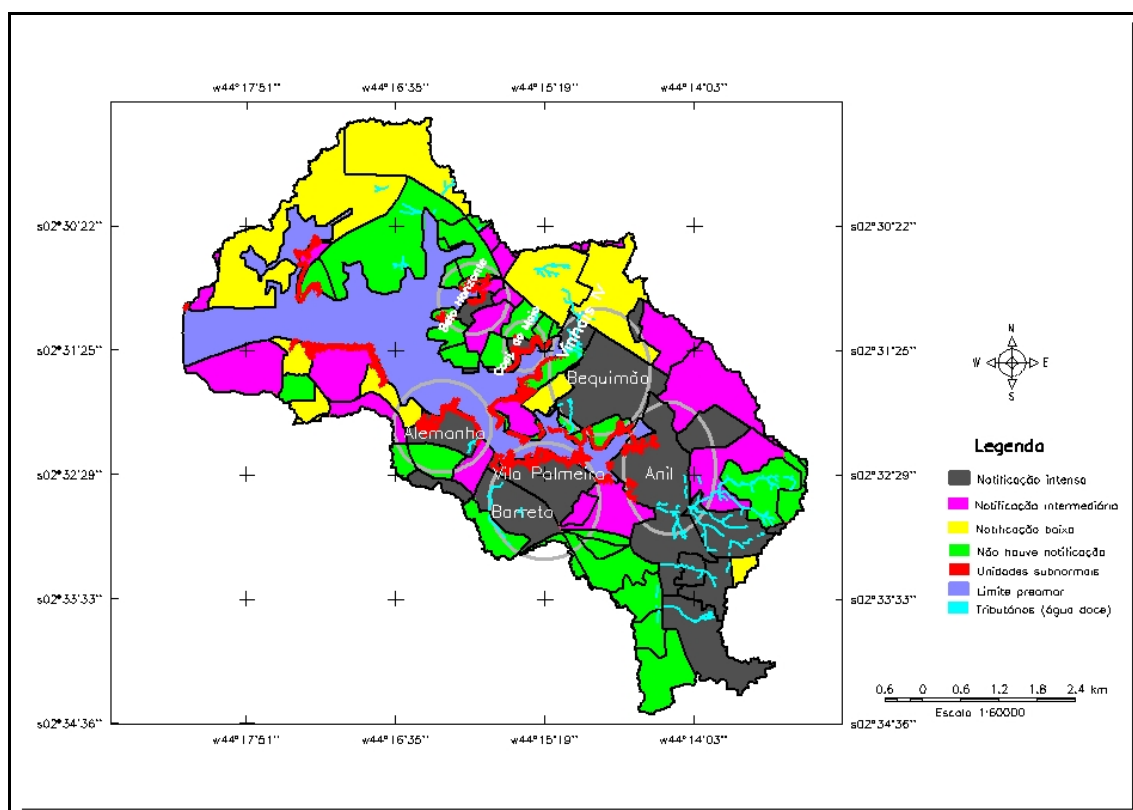 w44°17'51" w44°16'35" w44°15'19" w44°14'03"
s02°30'22" s02°30'22"
Belo Horizonte
Vinhais IV
s02°31'25" s02°31'25"
N
W E
S
Bequimão
Alemanha
Legenda
s02°32'29" Vila Palmeira Anil s02°32'29"
Notificação intensa
Notificação intermediária
Barreto
Notificação baixa
Não houve notificação
Unidades subnormais
Limite preamar
Tributários (água doce)
s02°33'33" s02°33'33"
0.6 0 0.6 1.2 1.8 2.4 km
Escala 1:60000
s02°34'36" s02°34'36"
w44°17'51" w44°16'35" w44°15'19" w44°14'03"